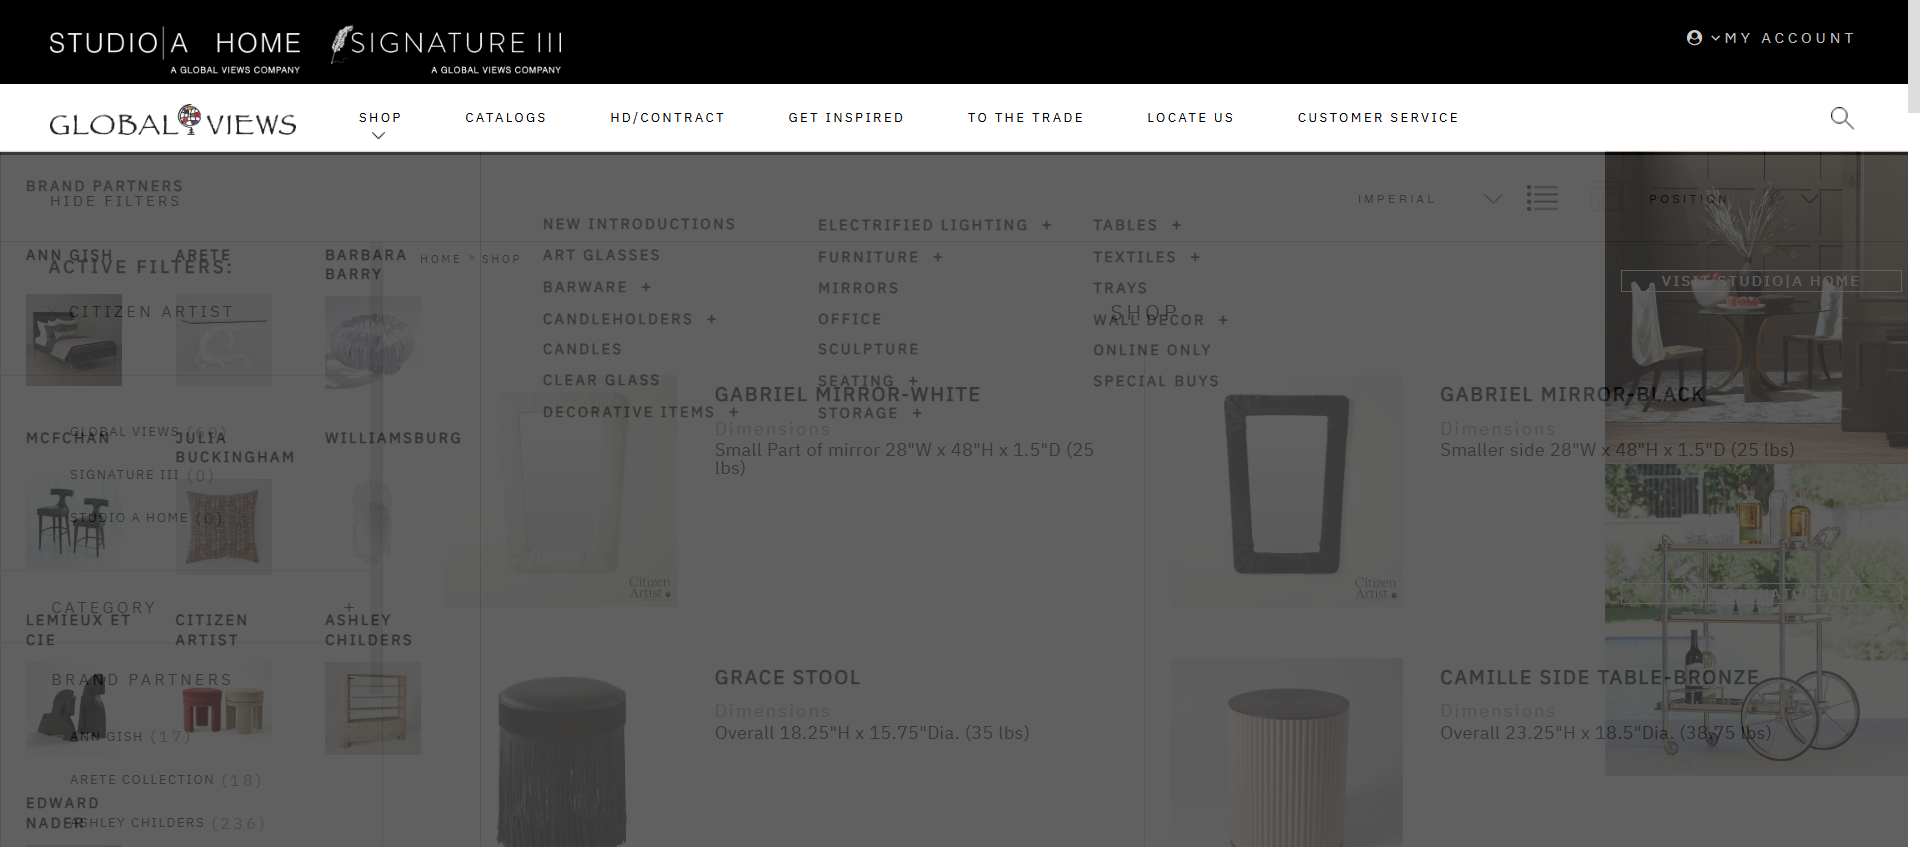 STUDIO|A HOME
A GLOBAL VIEWS COMPANY
SIGNATURE III
A GLOBAL VIEWS COMPANY
MY ACCOUNT
GLOBAL VIEWS
SHOP
CATALOGS
HD/CONTRACT
GET INSPIRED
TO THE TRADE
LOCATE US
CUSTOMER SERVICE
BRAND PARTNERS
HIDE FILTERS
IMPERIAL
POSITION
ANN GISH
ARETE
BARBARA
BARRY
ACTIVE FILTERS:
HOME
SHOP
CITIZEN ARTIST
NEW INTRODUCTIONS
ART GLASSES
BARWARE +
CANDLEHOLDERS +
CANDLES
CLEAR GLASS
DECORATIVE ITEMS +
ELECTRIFIED LIGHTING +
FURNITURE +
MIRRORS
OFFICE
SCULPTURE
SEATING +
STORAGE +
TABLES +
TEXTILES +
TRAYS
WALL DECOR +
ONLINE ONLY
SPECIAL BUYS
SHOP
VISIT STUDIO|A HOME
MCFCHAN
JULIA
BUCKINGHAM
WILLIAMSBURG
GLOBAL VIEWS
SIGNATURE III (0)
STUDIO A HOME (0)
GABRIEL MIRROR-WHITE
Dimensions
Small Part of mirror 28"W x 48"H x 1.5"D (25
lbs)
Citizen
Artist
GABRIEL MIRROR-BLACK
Dimensions
Smaller side 28"W x 48"H x 1.5"D (25 lbs)
Citizen
Artist
CATEGORY +
LEMIEUX ET
CIE
CITIZEN
ARTIST
ASHLEY
CHILDERS
BRAND PARTNERS
ANN GISH (17)
ARETE COLLECTION (18)
EDWARD
NADER
ASHLEY CHILDERS (236)
GRACE STOOL
Dimensions
Overall 18.25"H x 15.75"Dia. (35 lbs)
CAMILLE SIDE TABLE-BRONZE
Dimensions
Overall 23.25"H x 18.5"Dia. (38.75 lbs)